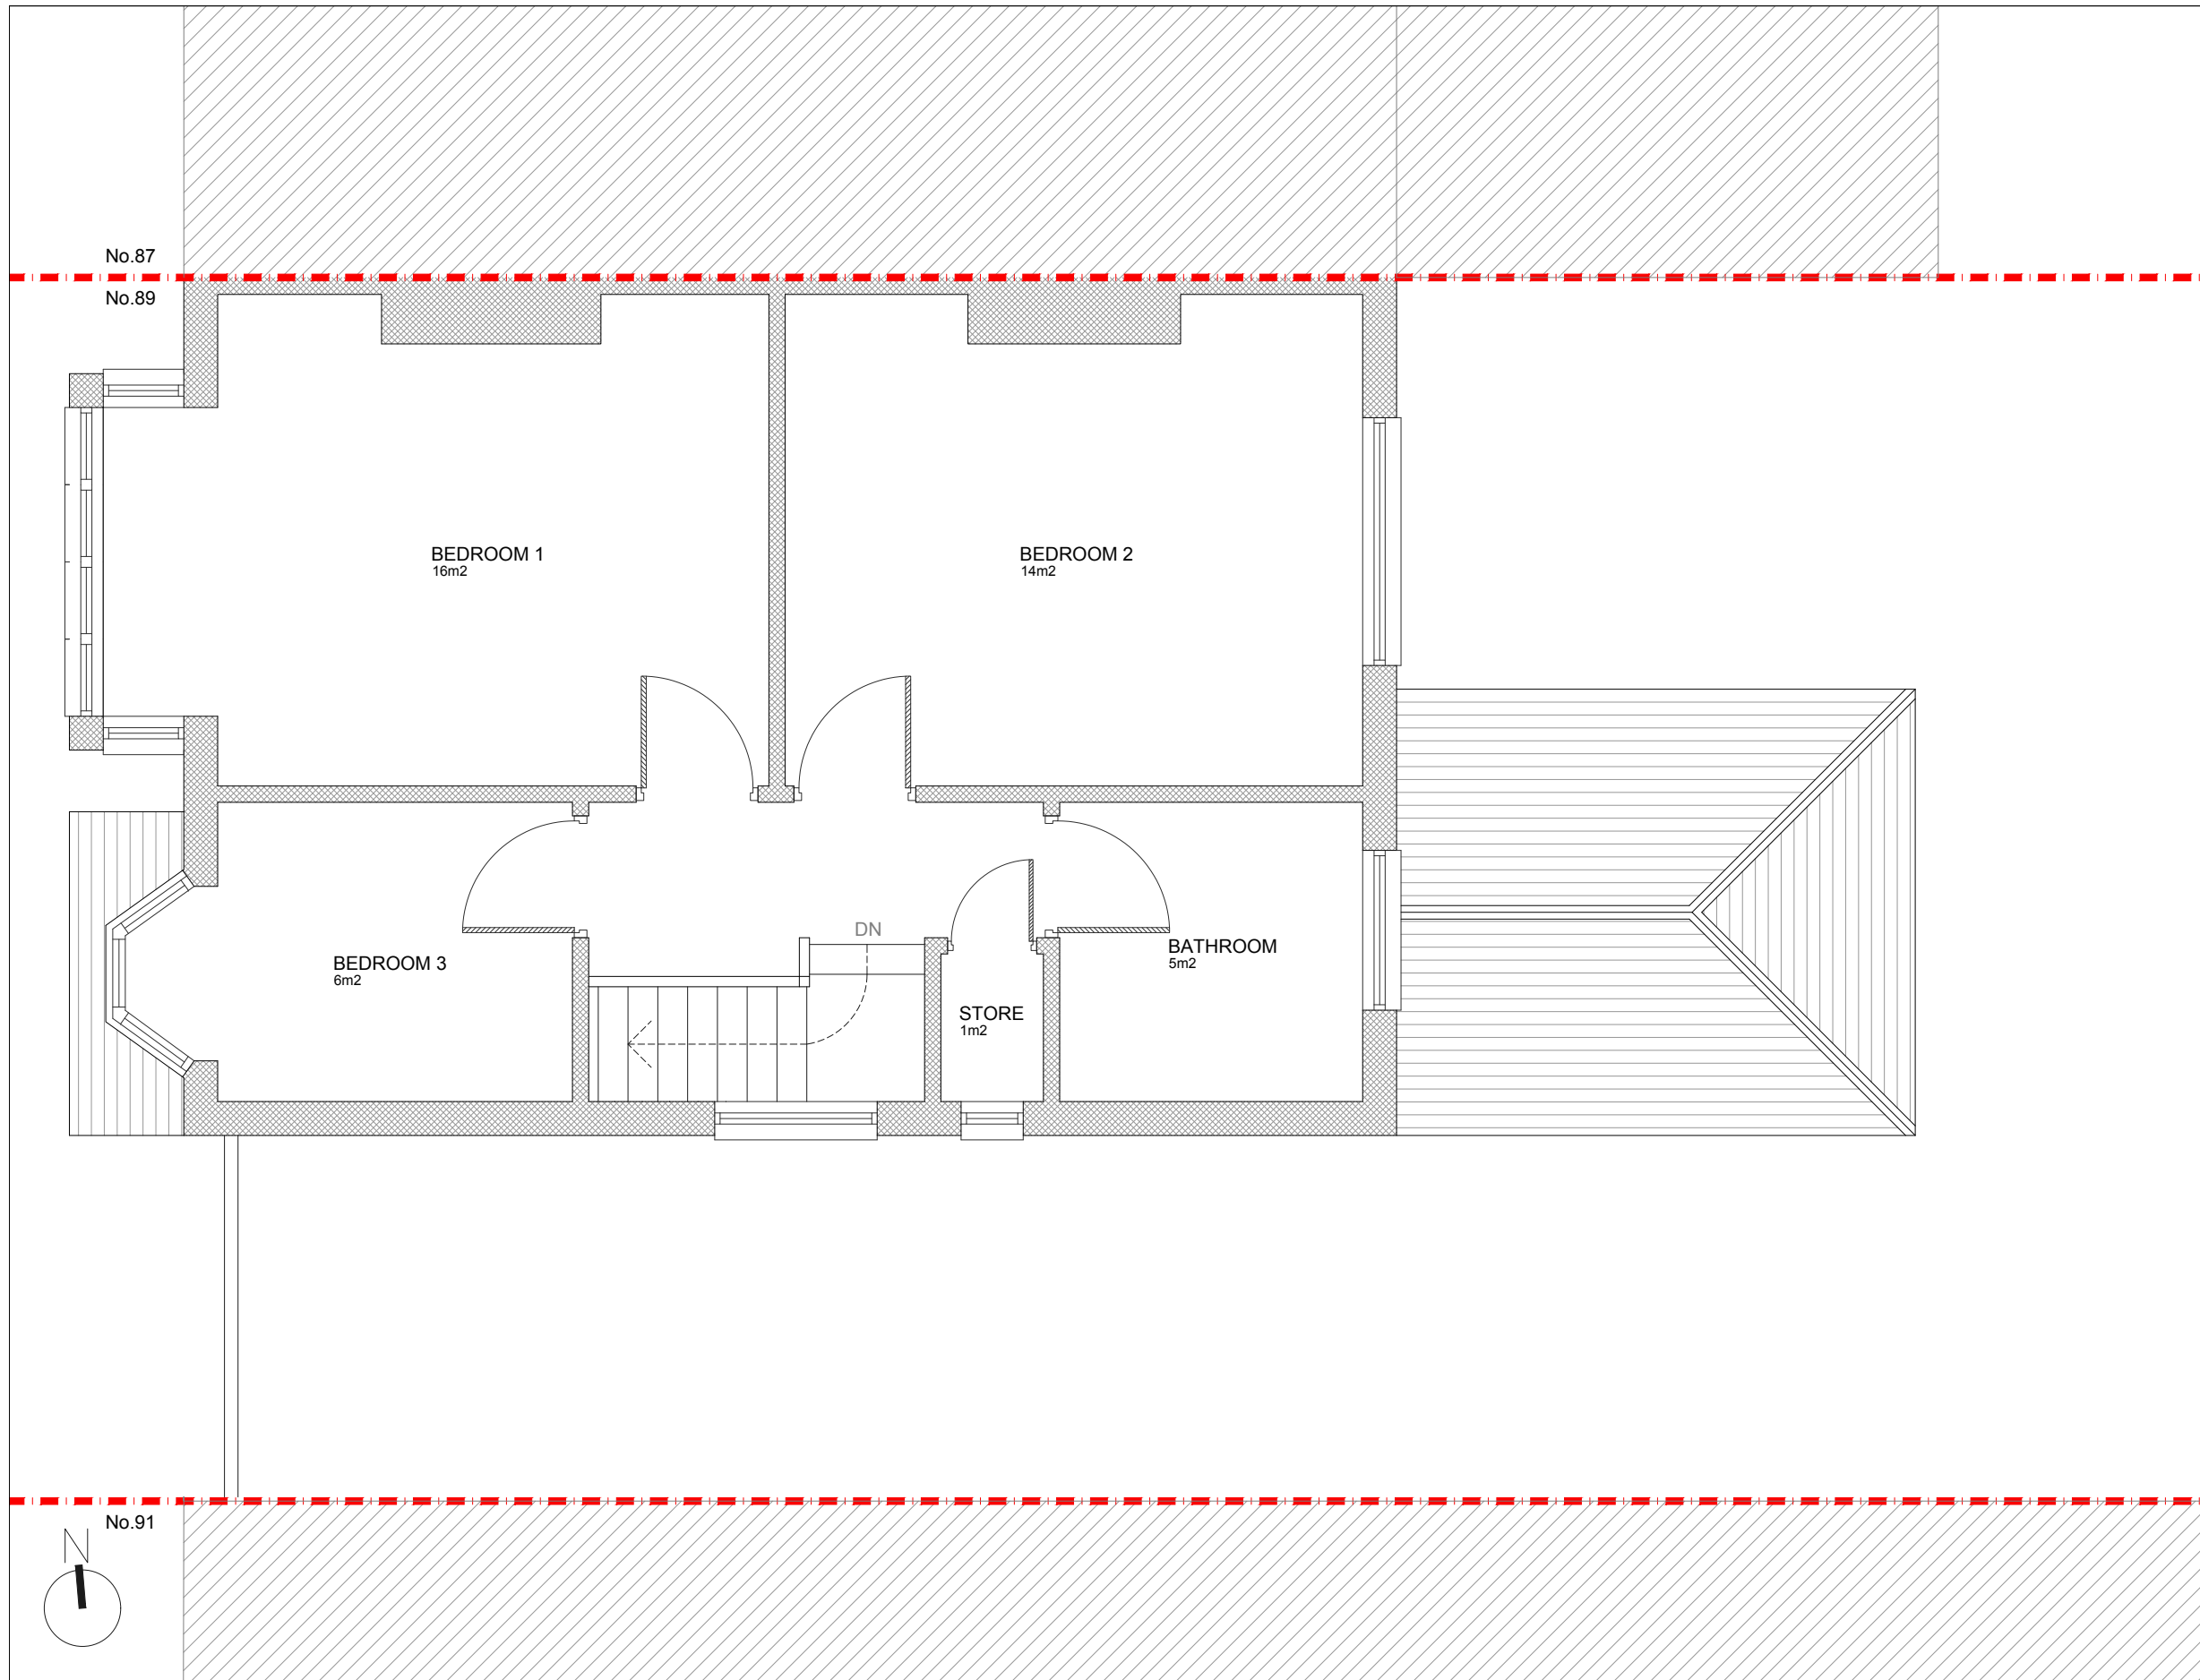 No.87
No.89
BEDROOM 1
16m2
BEDROOM 2
14m2
DN
BEDROOM 3
6m2
BATHROOM
5m2
STORE
1m2
No.91
N